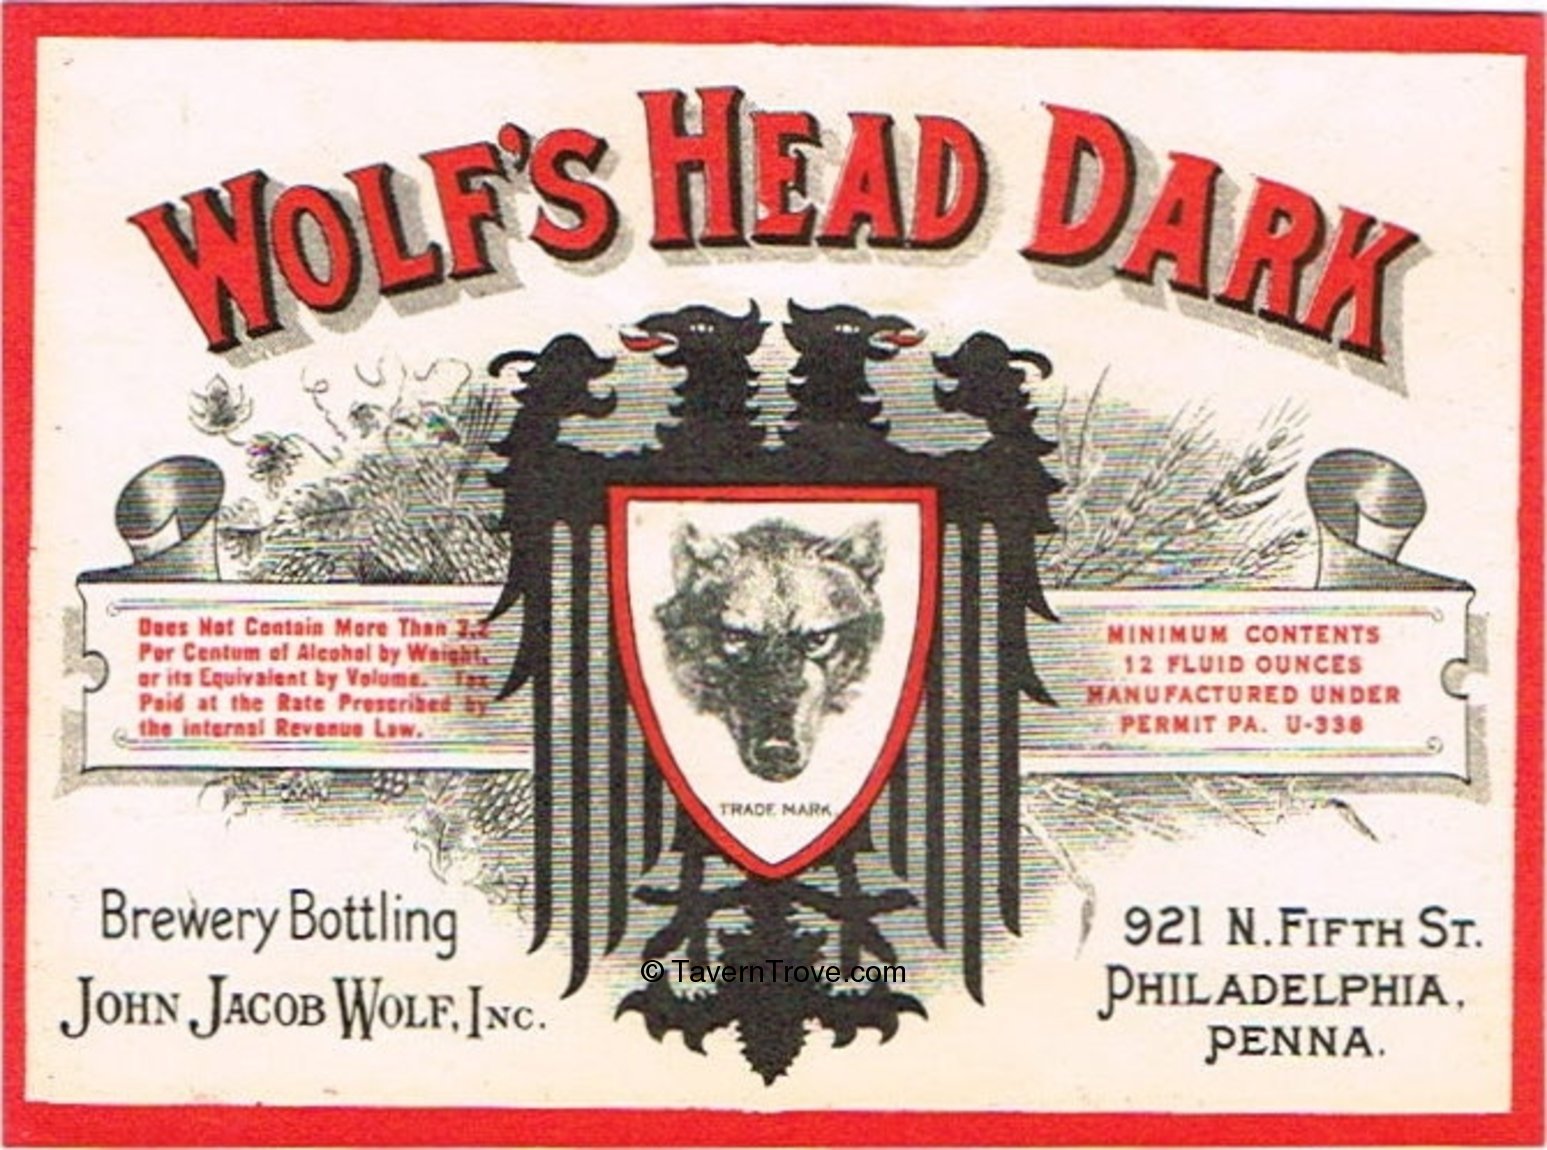 WOLF'S HEAD DARK
Does Not Contain More Than 3.2
Per Centum of Alcohol by Weight,
or its Equivalent by Volume. Tax
Paid at the Rate Prescribed by
the Internal Revenue Law.
MINIMUM CONTENTS
12 FLUID OUNCES
MANUFACTURED UNDER
PERMIT PA. U-338
TRADE MARK
Brewery Bottling
JOHN JACOB WOLF, INC.
921 N. FIFTH ST.
PHILADELPHIA,
PENNA.
© TavernTrove.com